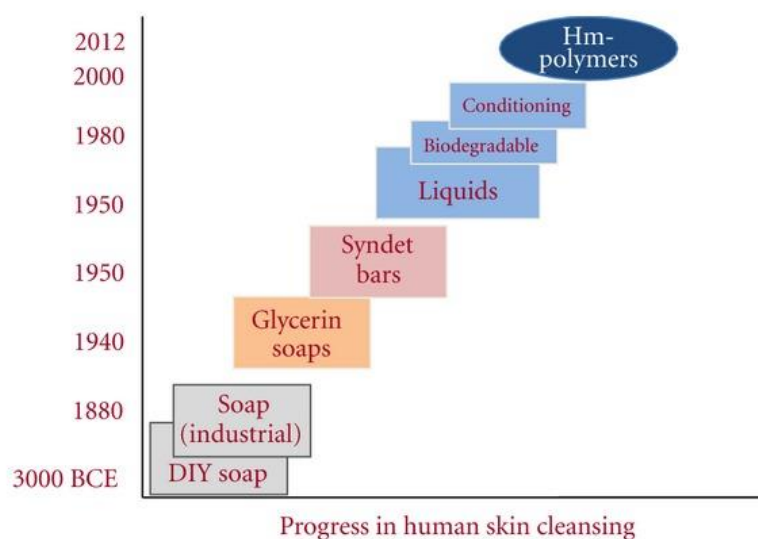 2012
Hm-
polymers
2000
Conditioning
1980
Biodegradable
1950
Liquids
1950
Syndet
bars
1940
Glycerin
soaps
1880
Soap
(industrial)
3000 BCE
DIY soap
Progress in human skin cleansing